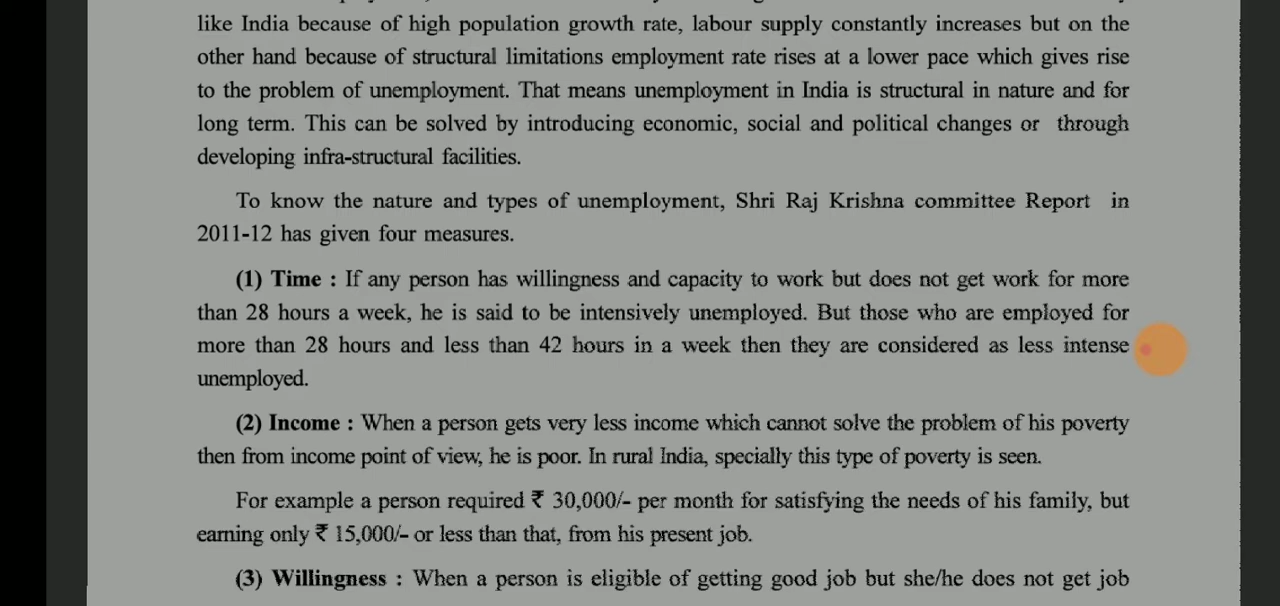 like India because of high population growth rate, labour supply constantly increases but on the
other hand because of structural limitations employment rate rises at a lower pace which gives rise
to the problem of unemployment. That means unemployment in India is structural in nature and for
long term. This can be solved by introducing economic, social and political changes or through
developing infra-structural facilities.
To know the nature and types of unemployment, Shri Raj Krishna committee Report in
2011-12 has given four measures.
(1) Time : If any person has willingness and capacity to work but does not get work for more
than 28 hours a week, he is said to be intensively unemployed. But those who are employed for
more than 28 hours and less than 42 hours in a week then they are considered as less intense
unemployed.
(2) Income : When a person gets very less income which cannot solve the problem of his poverty
then from income point of view, he is poor. In rural India, specially this type of poverty is seen.
For example a person required ₹ 30,000/- per month for satisfying the needs of his family, but
earning only ₹ 15,000/- or less than that, from his present job.
(3) Willingness : When a person is eligible of getting good job but she/he does not get job